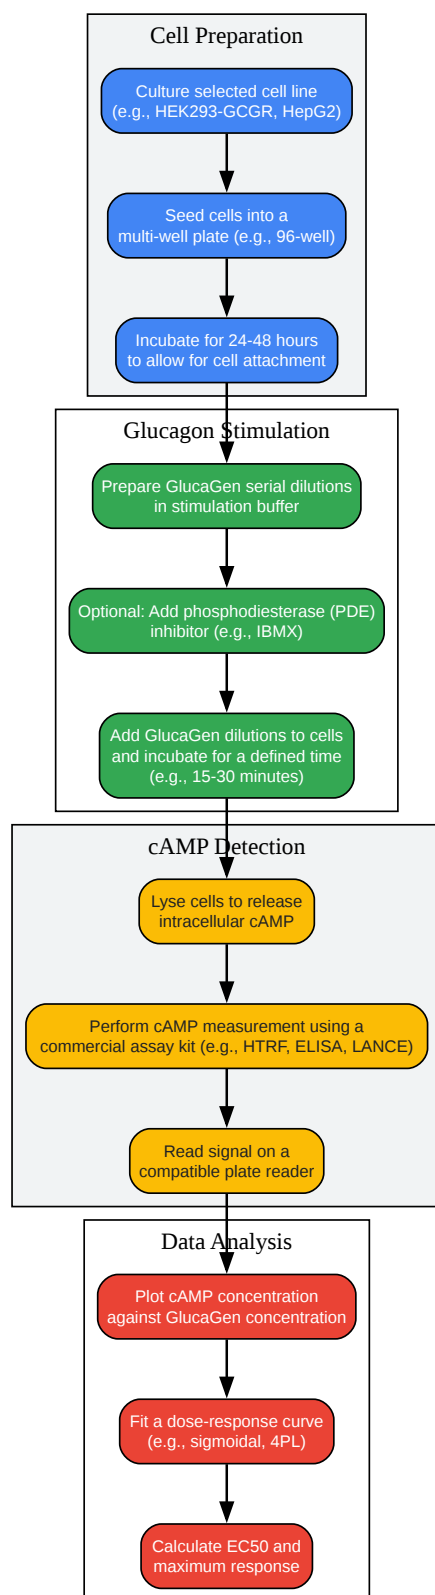 Cell Preparation
Culture selected cell line
(e.g., HEK293-GCGR, HepG2)
Seed cells into a
multi-well plate (e.g., 96-well)
Incubate for 24-48 hours
to allow for cell attachment
Glucagon Stimulation
Prepare GlucaGen serial dilutions
in stimulation buffer
Optional: Add phosphodiesterase (PDE)
inhibitor (e.g., IBMX)
Add GlucaGen dilutions to cells
and incubate for a defined time
(e.g., 15-30 minutes)
cAMP Detection
Lyse cells to release
intracellular cAMP
Perform cAMP measurement using a
commercial assay kit (e.g., HTRF, ELISA, LANCE)
Read signal on a
compatible plate reader
Data Analysis
Plot cAMP concentration
against GlucaGen concentration
Fit a dose-response curve
(e.g., sigmoidal, 4PL)
Calculate EC50 and
maximum response